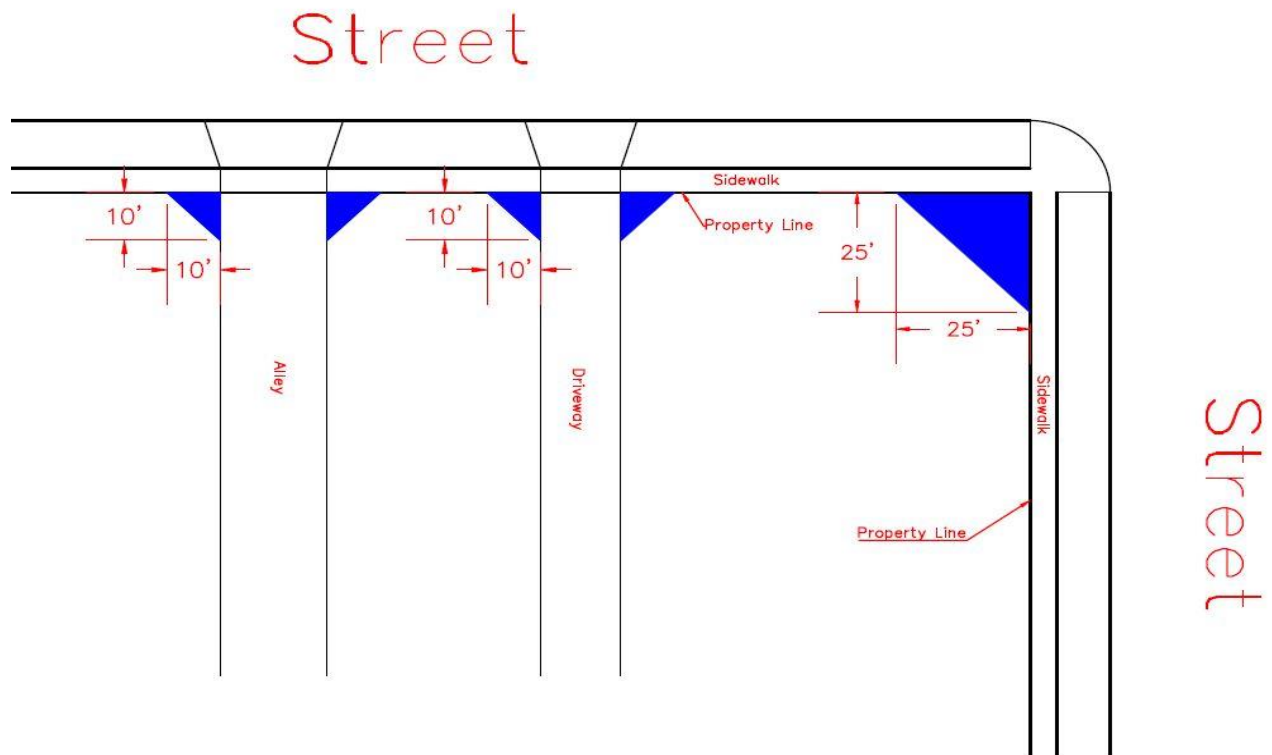 Street
Sidewalk
10'
10'
Property Line
25'
10'
10'
25'
Alley
Driveway
Sidewalk
Street
Property Line